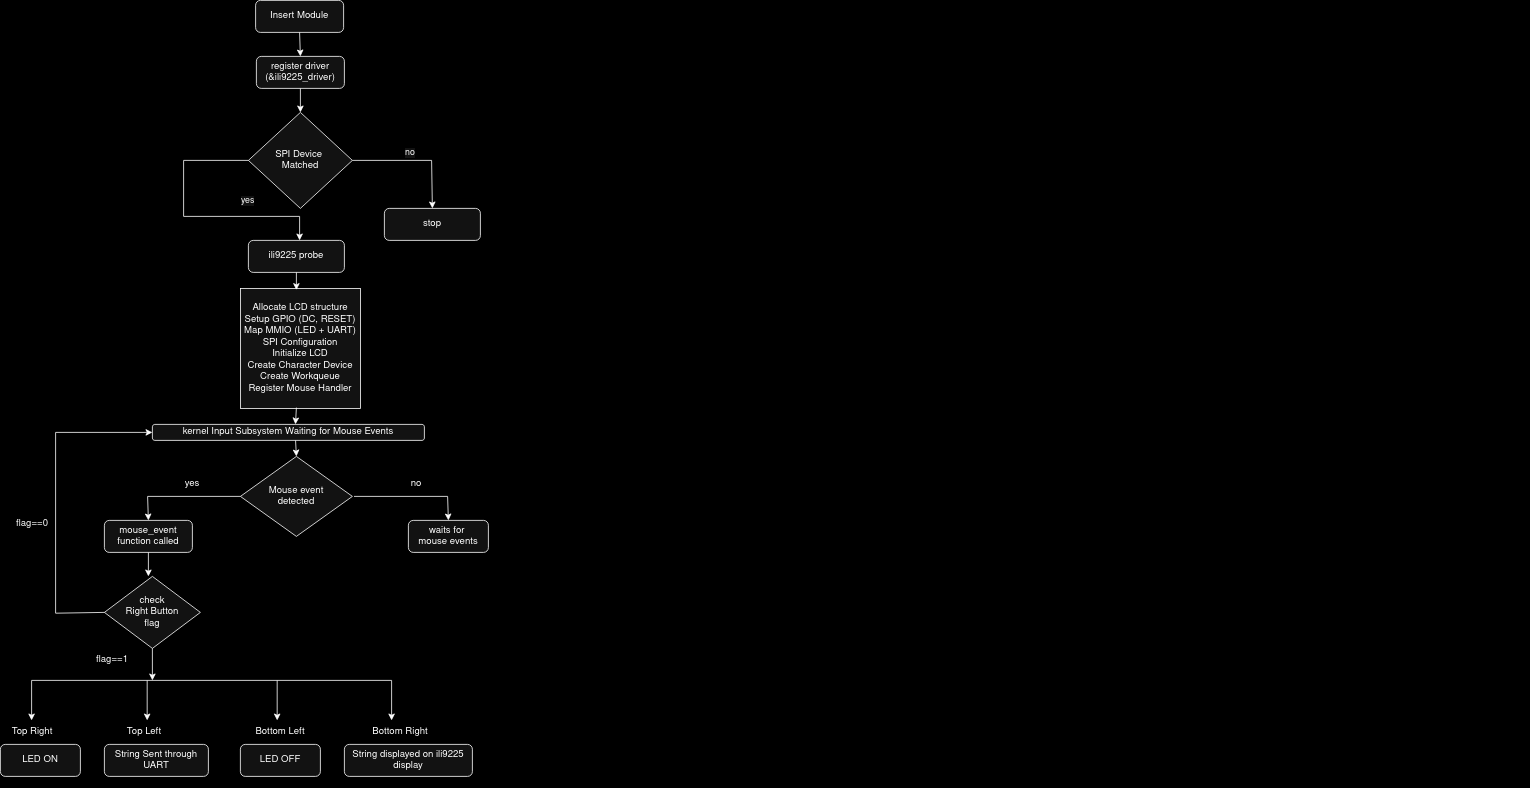 Insert Module
register driver
(&ili9225_driver)
SPI Device
Matched
no
yes
stop
ili9225 probe
Allocate LCD structure
Setup GPIO (DC, RESET)
Map MMIO (LED + UART)
SPI Configuration
Initialize LCD
Create Character Device
Create Workqueue
Register Mouse Handler
kernel Input Subsystem Waiting for Mouse Events
yes
Mouse event
detected
no
flag==0
mouse_event
function called
waits for
mouse events
check
Right Button
flag
flag==1
Top Right
Top Left
Bottom Left
Bottom Right
LED ON
String Sent through
UART
LED OFF
String displayed on ili9225
display